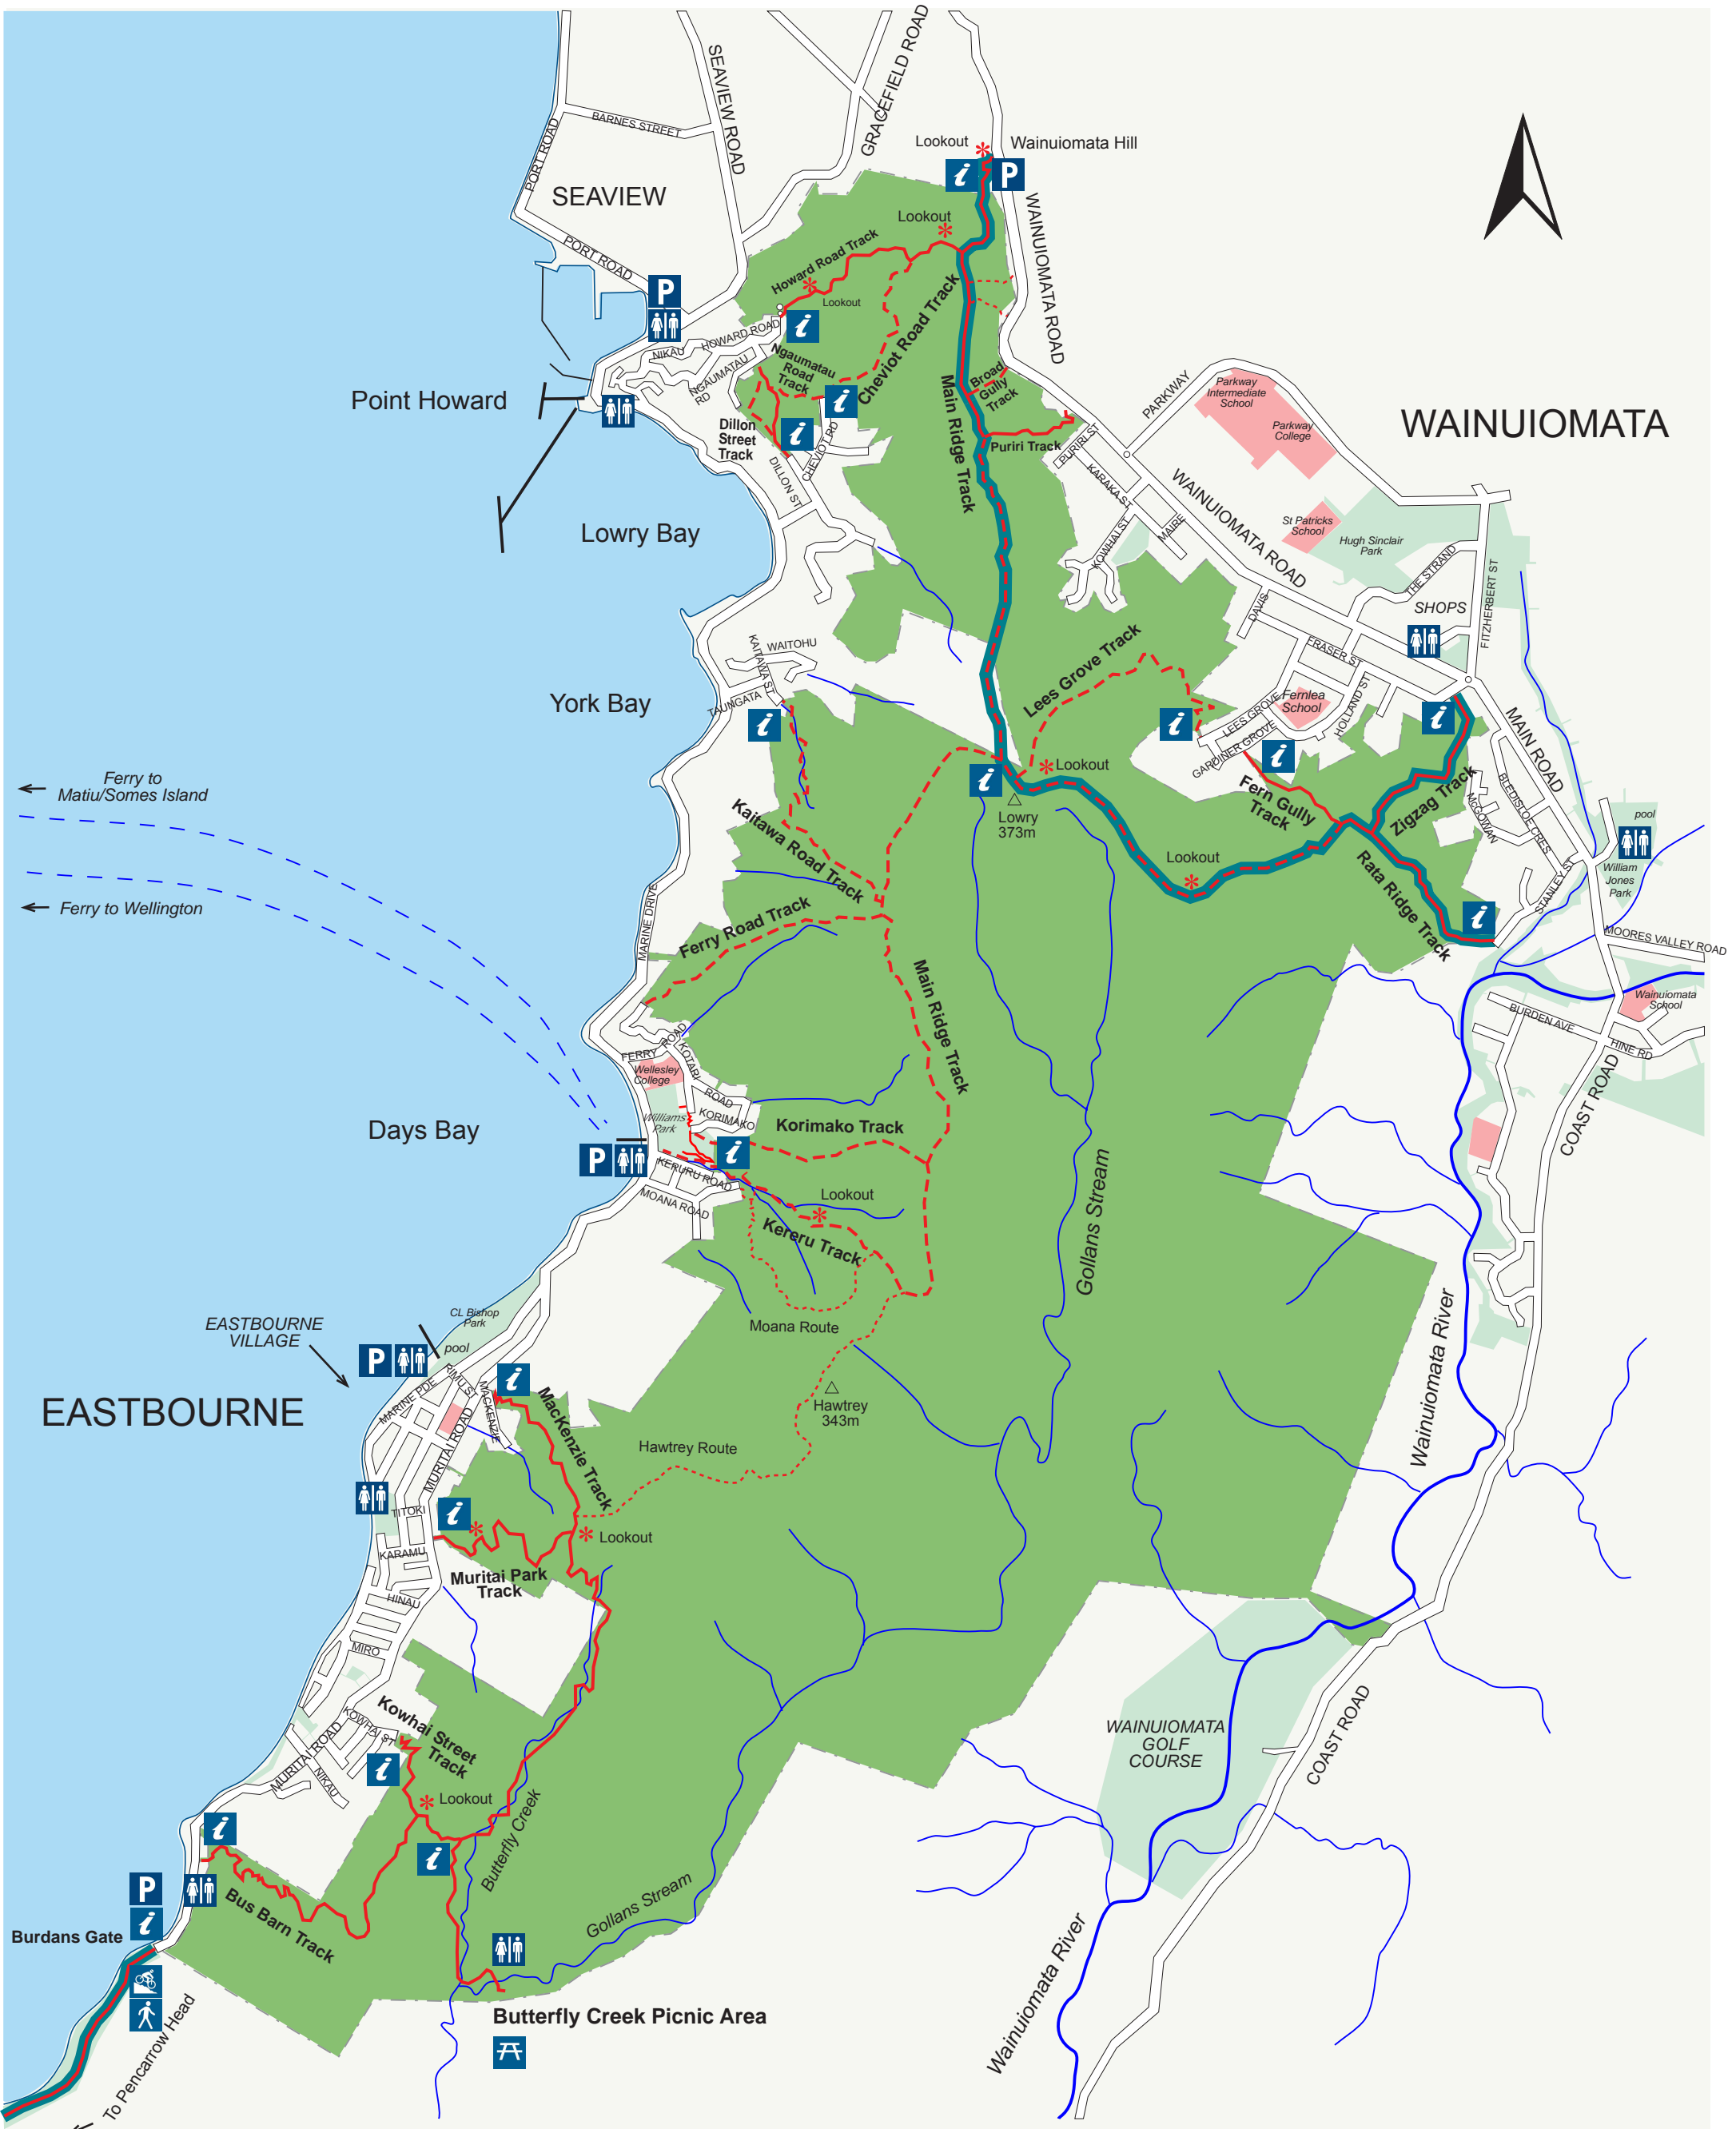 GRACEFIELD ROAD
SEAVIEW ROAD
BARNES STREET
PORT ROAD
Lookout
Wainuiomata Hill
i
P
SEAVIEW
WAINUIOMATA ROAD
Lookout
PORT ROAD
Howard Road Track
Lookout
P
i
HOWARD ROAD
NIKAU
NGAUMATAU
RD
Ngaumatau
Road
Track
Cheviot Road Track
Main Ridge Track
Broad
Gully
Track
PARKWAY
Parkway
Intermediate
School
Parkway
College
WAINUIOMATA
Point Howard
i
i
Dillon
Street
Track
CHEVIOT RD
DILLON ST
Puriri Track
PURIRI ST
KARAKA ST
MAIRE
KOWHAI ST
WAINUIOMATA ROAD
St Patricks
School
Hugh Sinclair
Park
THE STRAND
FITZHERBERT ST
SHOPS
Lowry Bay
DAVIS
FRASER ST
WAITOHU
KAITAWA ST
TAUNGATA
York Bay
i
Lees Grove Track
LEES GROVE
GARDINER GROVE
Fernlea
School
HOLLAND ST
i
i
i
MAIN ROAD
Ferry to
Matiu/Somes Island
i
Lookout
Lowry
373m
Fern Gully
Track
Zigzag Track
BLEDISLOE CRES
McGOWAN
STANLEY ST
pool
William
Jones
Park
Kaitawa Road Track
Lookout
Rata Ridge Track
i
Ferry to Wellington
MARINE DRIVE
Ferry Road Track
MOORES VALLEY ROAD
Main Ridge Track
Wainuiomata
School
BURDEN AVE
HINE RD
COAST ROAD
FERRY ROAD
KOTARI
ROAD
Wellesley
College
Williams
Park
KORIMAKO
Korimako Track
Days Bay
P
i
KERURU ROAD
MOANA ROAD
Lookout
Kereru Track
Gollans Stream
Moana Route
Wainuiomata River
CL Bishop
Park
EASTBOURNE
VILLAGE
pool
P
RIMU ST
MARINE PDE
MACKENZIE
i
EASTBOURNE
MURITAI ROAD
MacKenzie Track
Hawtrey
343m
Hawtrey Route
TITOKI
i
Lookout
KARAMU
Muritai Park
Track
HINAU
MIRO
KOWHAI ST
Kowhai Street
Track
MURITAI ROAD
NIKAU
i
Lookout
WAINUIOMATA
GOLF
COURSE
COAST ROAD
i
i
Butterfly Creek
Gollans Stream
P
i
Bus Barn Track
Burdans Gate
Wainuiomata River
Butterfly Creek Picnic Area
To Pencarrow Head